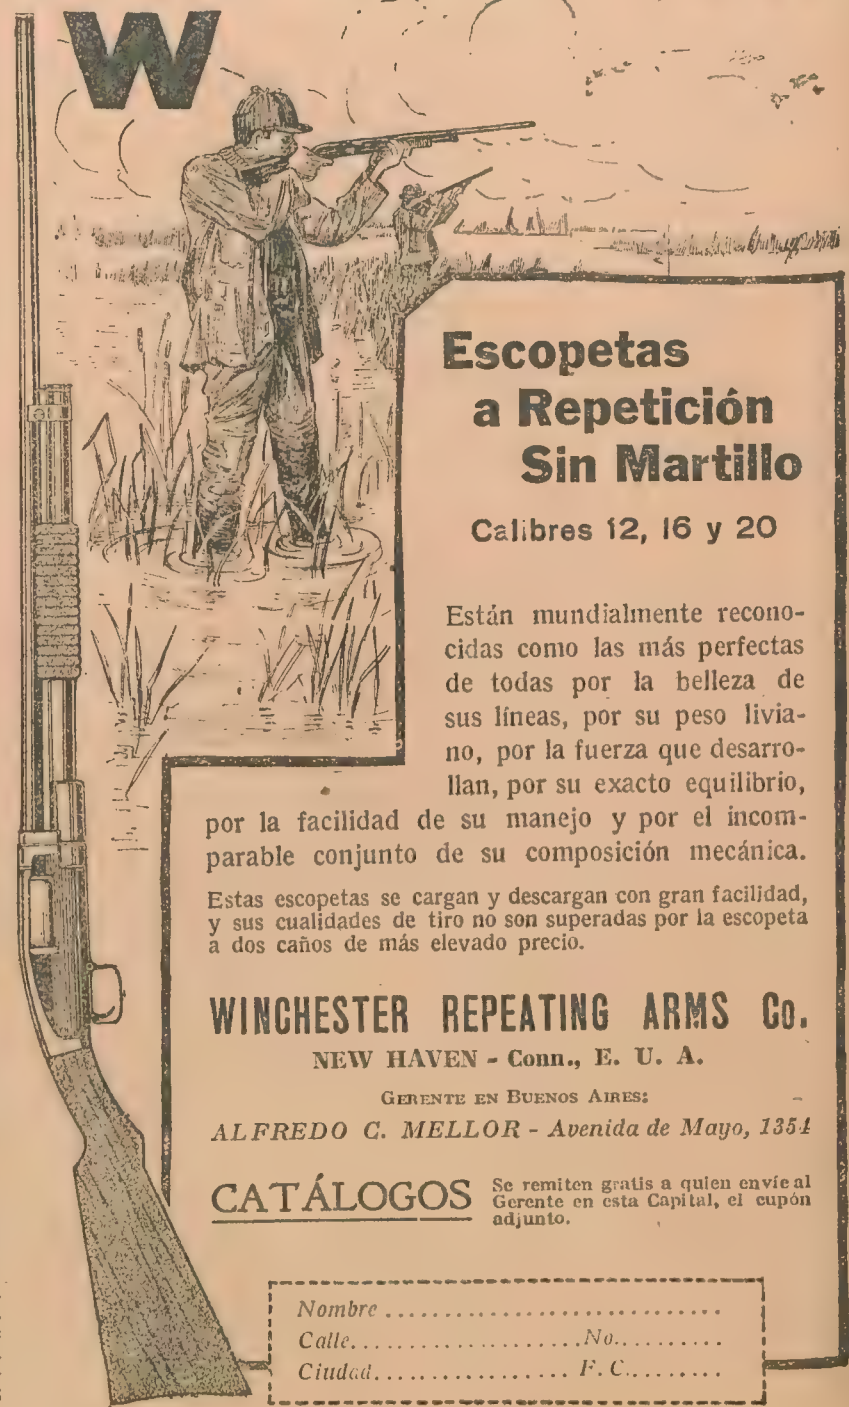 W
Escopetas
a Repetición
Sin Martillo
Calibres 12, 16 y 20
Están mundialmente recono-
cidas como las más perfectas
de todas por la belleza de
sus líneas, por su peso livia-
no, por la fuerza que desarro-
llan, por su exacto equilibrio,
por la facilidad de su manejo y por el incom-
parable conjunto de su composición mecánica.
Estas escopetas se cargan y descargan con gran facilidad,
y sus cualidades de tiro no son superadas por la escopeta
a dos caños de más elevado precio.
WINCHESTER REPEATING ARMS Co.
NEW HAVEN - Conn., E. U. A.
GERENTE EN BUENOS AIRES:
ALFREDO C. MELLOR - Avenida de Mayo, 1354
CATÁLOGOS
Se remiten gratis a quien envíe al
Gerente en esta Capital, el cupón
adjunto.
Nombre ..............................
Calle.....................No..........
Ciudad.................. F. C.........